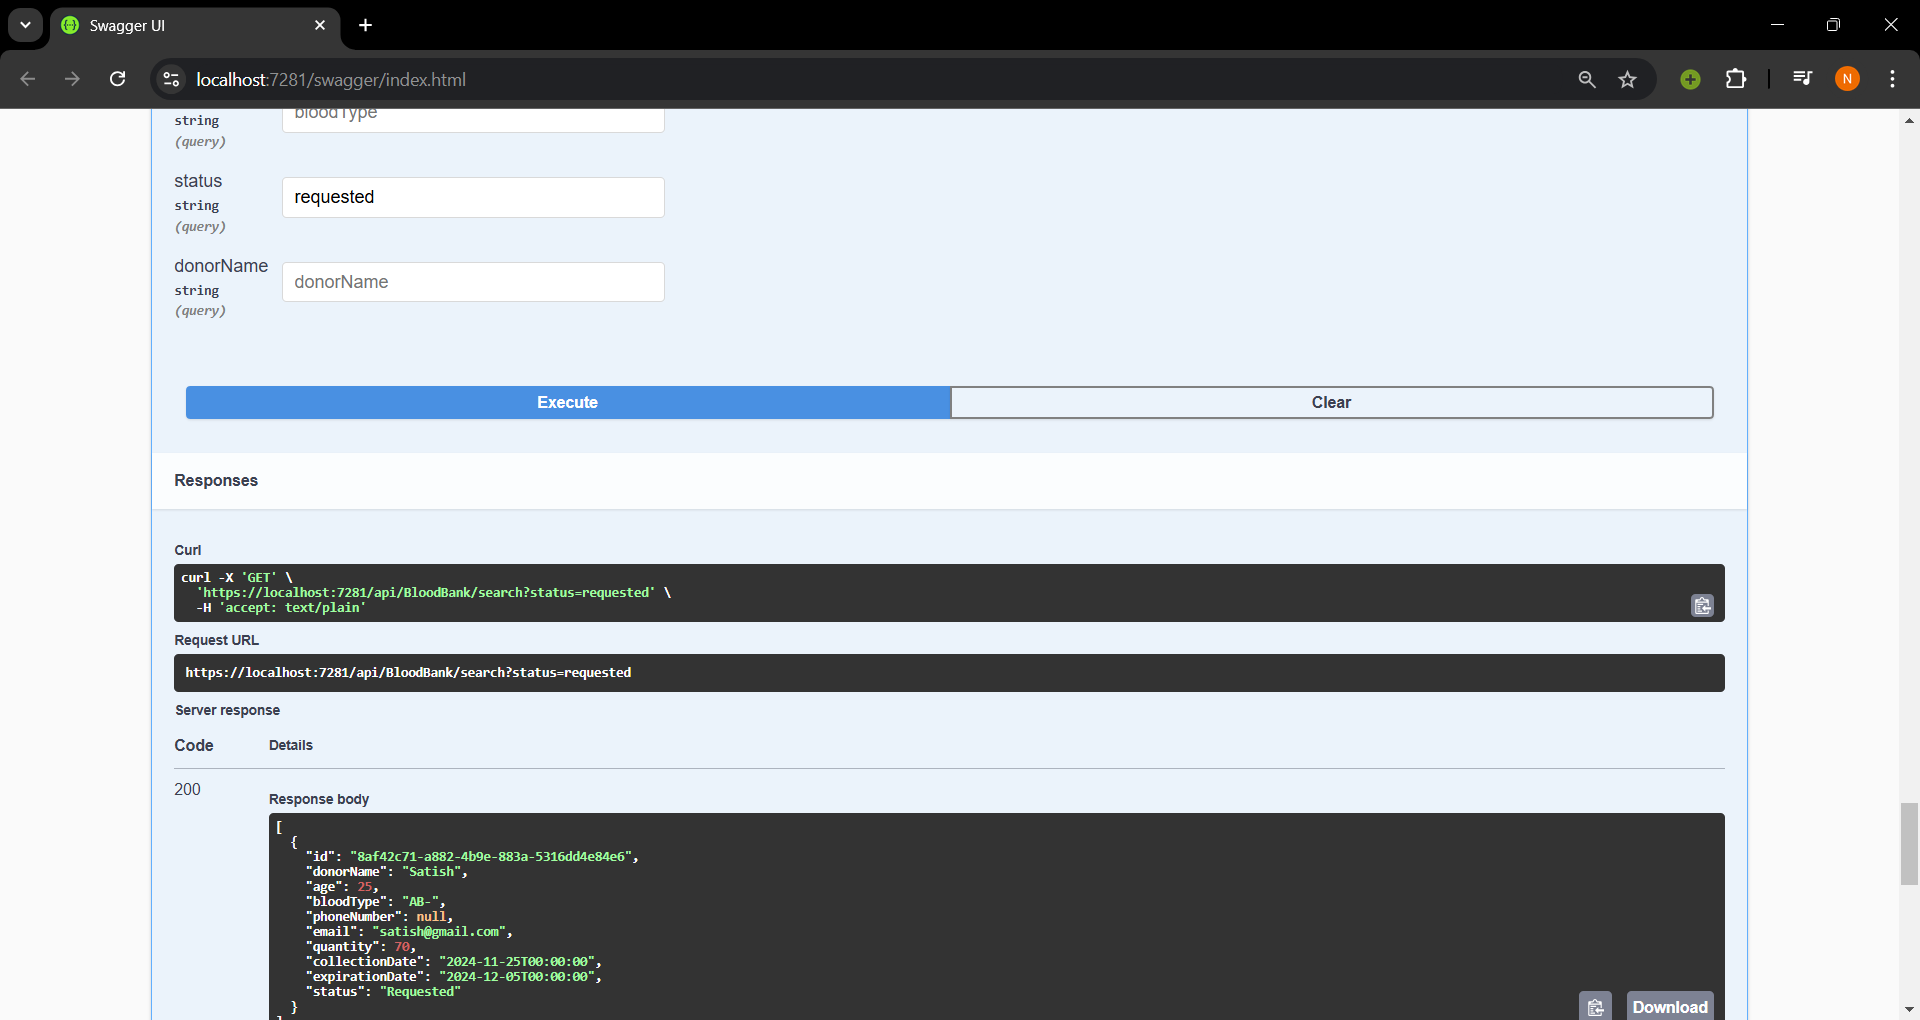 Swagger UI
localhost:7281/swagger/index.html
N
string
bloodType
(query)
status
string
requested
(query)
donorName
string
donorName
(query)
Execute
Clear
Responses
Curl
curl -X 'GET' \
'https://localhost:7281/api/BloodBank/search?status=requested' \
-H 'accept: text/plain'
Request URL
https://localhost:7281/api/BloodBank/search?status=requested
Server response
Code Details
200
Response body
[
{
"id": "8af42c71-a882-4b9e-883a-5316dd4e84e6",
"donorName": "Satish",
"age": 25,
"bloodType": "AB-",
"phoneNumber": null,
"email": "satish@gmail.com",
"quantity": 70,
"collectionDate": "2024-11-25T00:00:00",
"expirationDate": "2024-12-05T00:00:00",
"status": "Requested"
}
Download